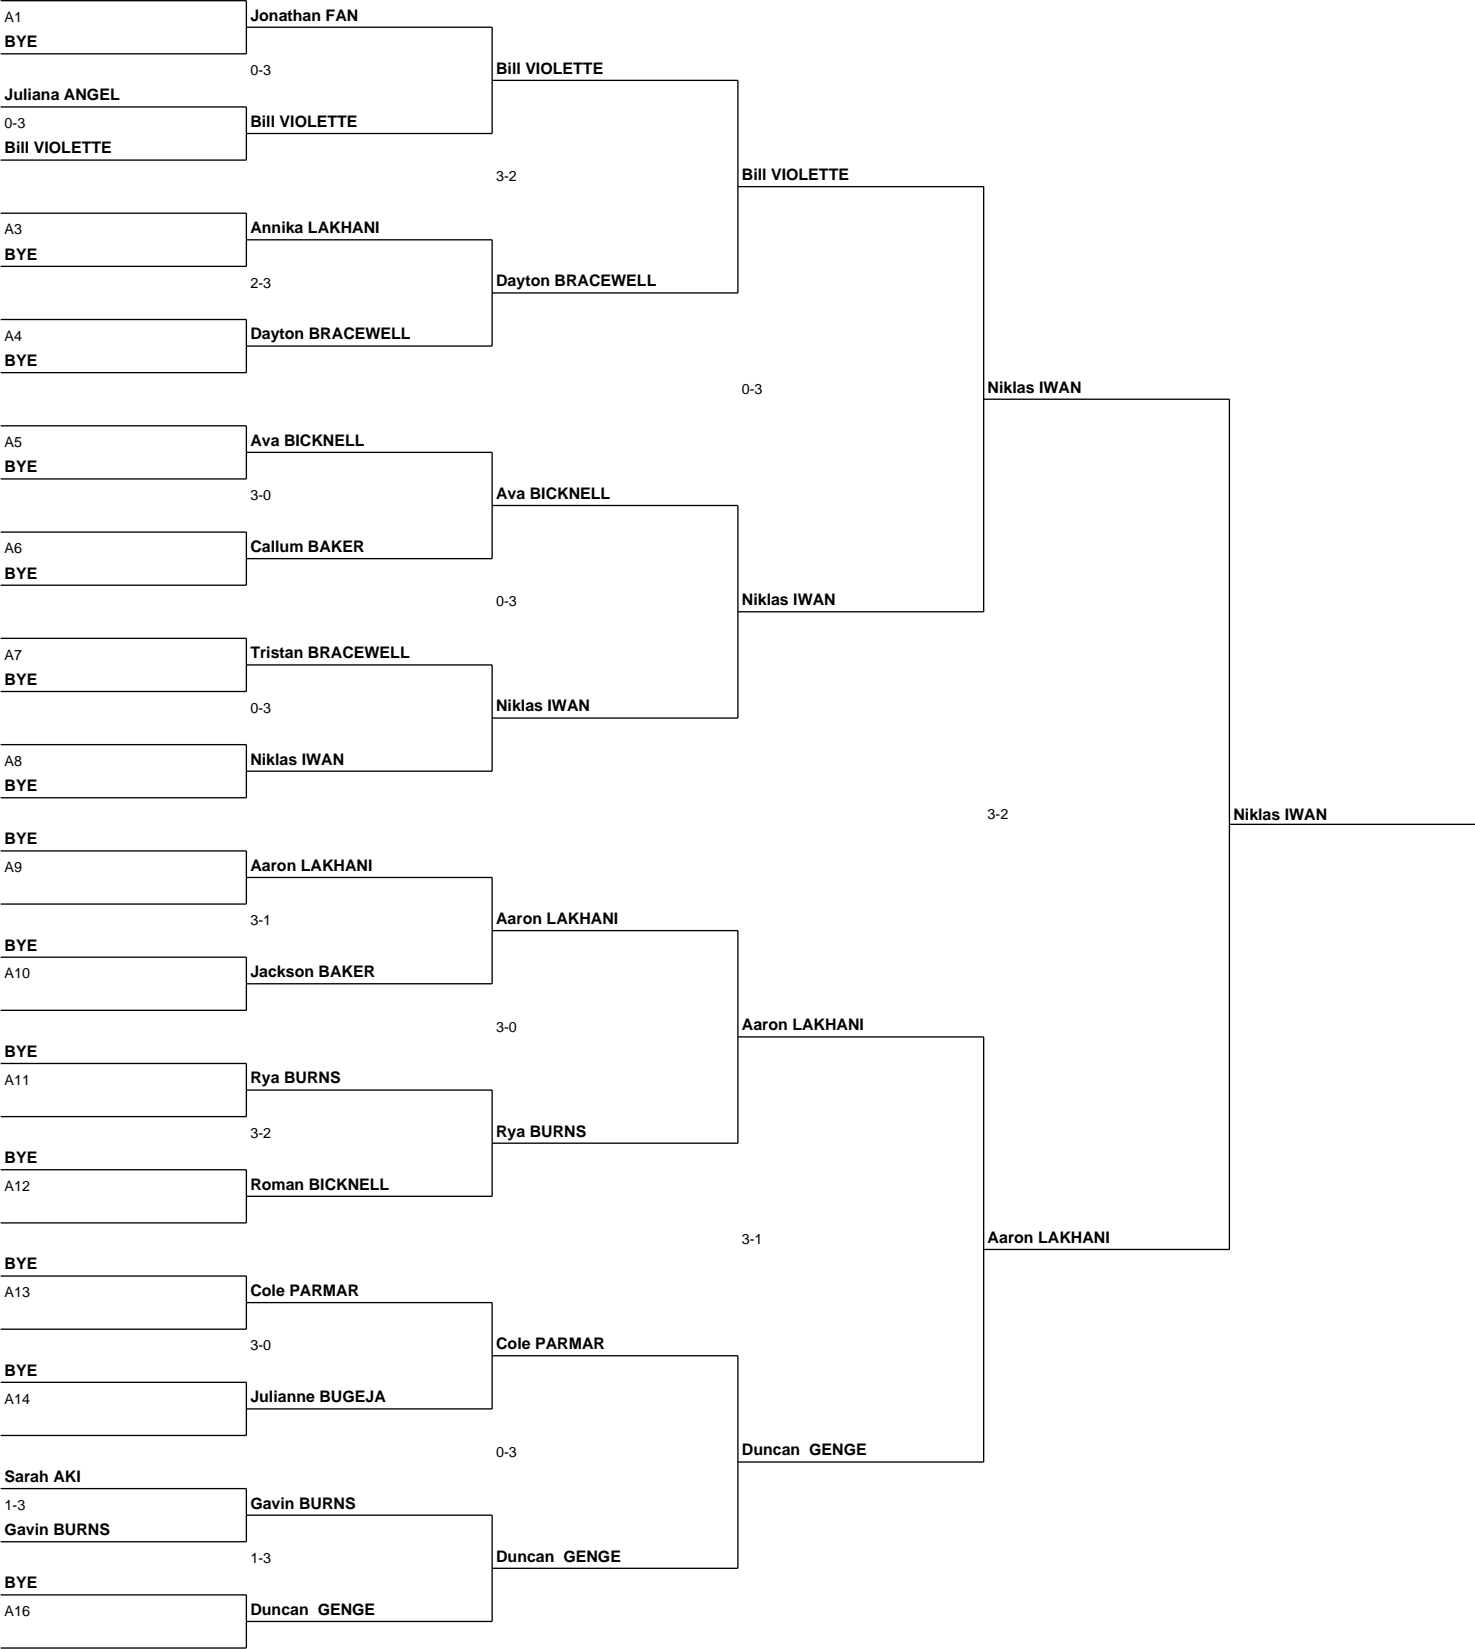 A1
BYE
Jonathan FAN
0-3
Bill VIOLETTE
Juliana ANGEL
0-3
Bill VIOLETTE
Bill VIOLETTE
3-2
Bill VIOLETTE
A3
BYE
Annika LAKHANI
2-3
Dayton BRACEWELL
A4
BYE
Dayton BRACEWELL
0-3
Niklas IWAN
A5
BYE
Ava BICKNELL
3-0
Ava BICKNELL
A6
BYE
Callum BAKER
0-3
Niklas IWAN
A7
BYE
Tristan BRACEWELL
0-3
Niklas IWAN
A8
BYE
Niklas IWAN
3-2
Niklas IWAN
BYE
A9
Aaron LAKHANI
3-1
Aaron LAKHANI
BYE
A10
Jackson BAKER
3-0
Aaron LAKHANI
BYE
A11
Rya BURNS
3-2
Rya BURNS
BYE
A12
Roman BICKNELL
3-1
Aaron LAKHANI
BYE
A13
Cole PARMAR
3-0
Cole PARMAR
BYE
A14
Julianne BUGEJA
0-3
Duncan  GENGE
Sarah AKI
1-3
Gavin BURNS
Gavin BURNS
1-3
Duncan  GENGE
BYE
A16
Duncan  GENGE